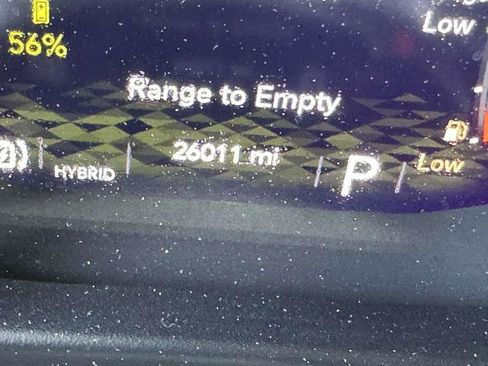 Low
56%
Range to Empty
26011 mi
HYBRID
P
Low